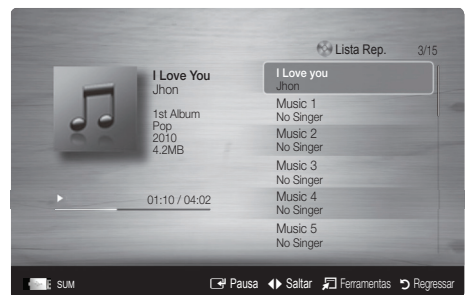 Lista Rep. 3/15
I Love You
Jhon
1st Album
Pop
2010
4.2MB
01:10 / 04:02
I Love you
Jhon
Music 1
No Singer
Music 2
No Singer
Music 3
No Singer
Music 4
No Singer
Music 5
No Singer
SUM Pausa Saltar Ferramentas Regressar